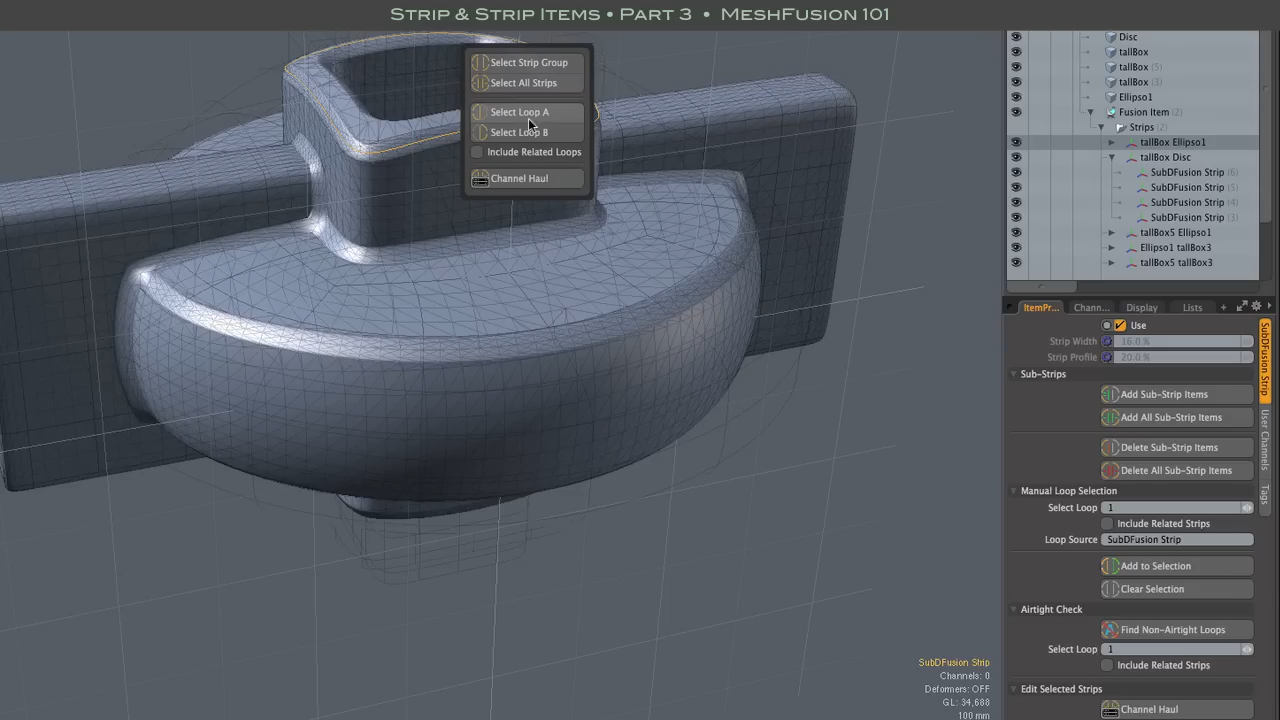 Strip & Strip Items • Part 3 • MeshFusion 101
Select Strip Group
Select All Strips
Select Loop A
Select Loop B
Include Related Loops
Channel Haul
Disc
tallBox
tallBox (5)
tallBox (3)
Ellipso1
Fusion Item (2)
Strips (2)
tallBox Ellipso1
tallBox Disc
SubDFusion Strip (6)
SubDFusion Strip (5)
SubDFusion Strip (4)
SubDFusion Strip (3)
tallBox5 Ellipso1
Ellipso1 tallBox3
tallBox5 tallBox3
ItemPr... Chann... Display Lists +
Use
Strip Width 16.0 %
Strip Profile 20.0 %
Sub-Strips
Add Sub-Strip Items
Add All Sub-Strip Items
Delete Sub-Strip Items
Delete All Sub-Strip Items
Manual Loop Selection
Select Loop 1
Include Related Strips
Loop Source SubDFusion Strip
Add to Selection
Clear Selection
Airtight Check
Find Non-Airtight Loops
Select Loop 1
Include Related Strips
Edit Selected Strips
Channel Haul
SubDFusion Strip
User Channels
Tags
SubDFusion Strip
Channels: 0
Deformers: OFF
GL: 34,688
100 mm